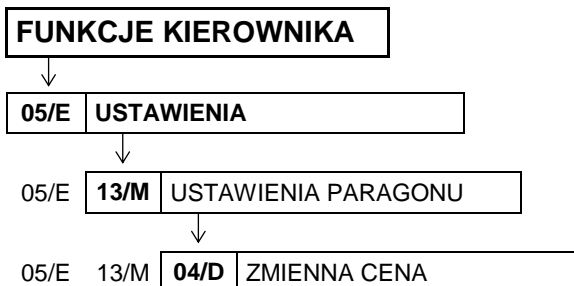 FUNKCJE KIEROWNIKA
05/E USTAWIENIA
05/E 13/M USTAWIENIA PARAGONU
05/E 13/M 04/D ZMIENNA CENA